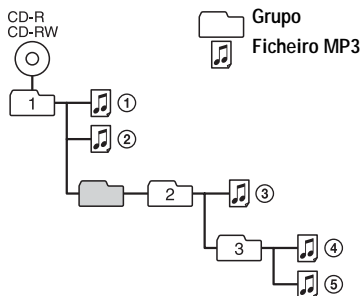 CD-R
CD-RW
Grupo
Ficheiro MP3
1
①
②
2
③
3
④
⑤